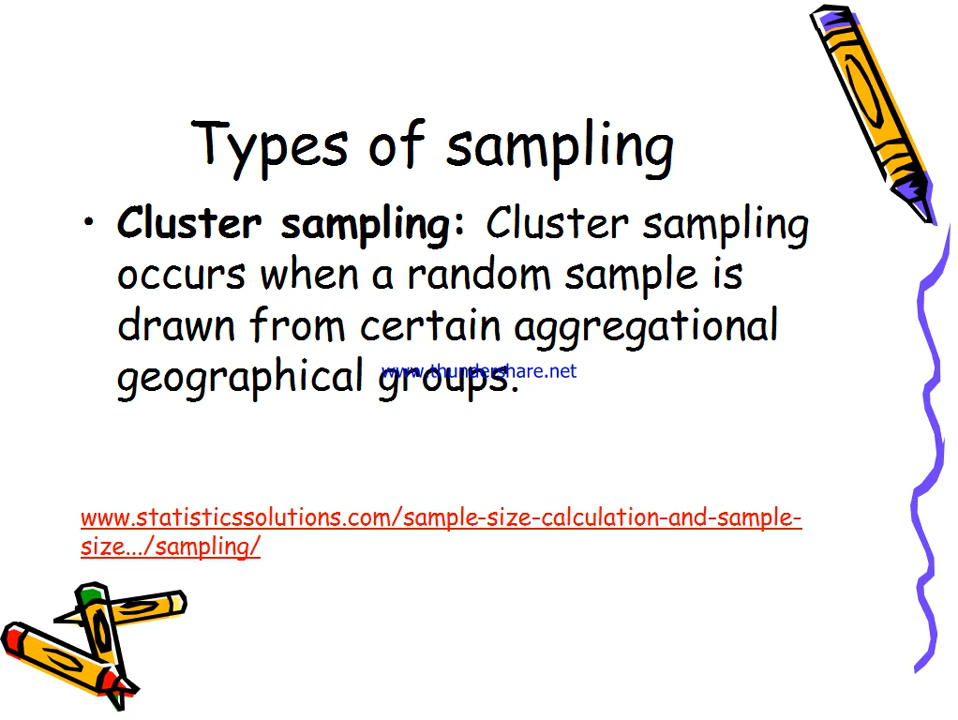 Types of sampling
• Cluster sampling: Cluster sampling
occurs when a random sample is
drawn from certain aggregational
geographical groups.
www.thundershare.net
www.statisticssolutions.com/sample-size-calculation-and-sample-
size.../sampling/